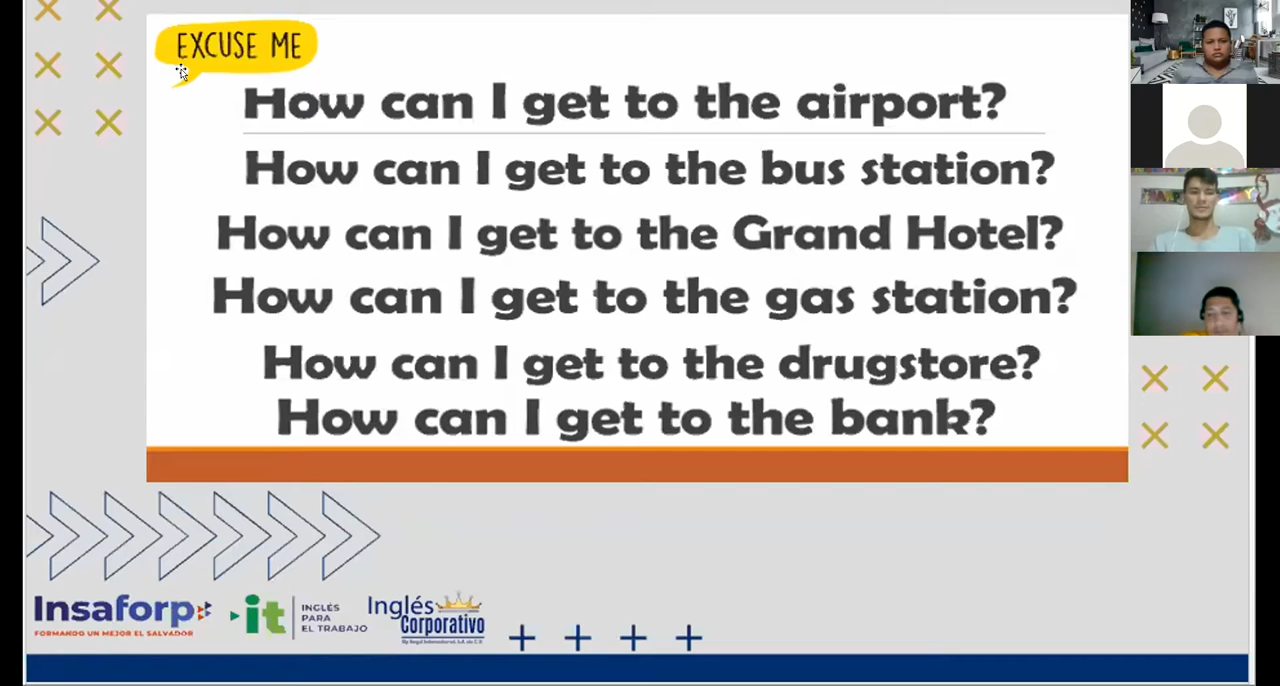 EXCUSE ME
How can I get to the airport?
How can I get to the bus station?
How can I get to the Grand Hotel?
How can I get to the gas station?
How can I get to the drugstore?
How can I get to the bank?
Insaforp
FORMANDO UN MEJOR EL SALVADOR
it
INGLÉS
PARA
EL TRABAJO
Inglés
Corporativo